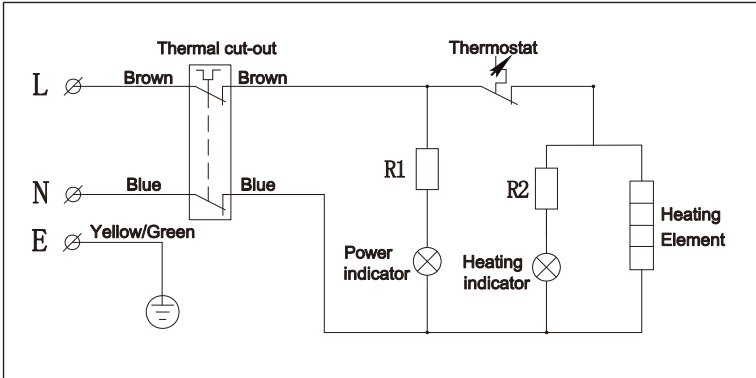 Thermal cut-out
Thermostat
L
Brown
Brown
R1
R2
N
Blue
Blue
E
Yellow/Green
Heating
Element
Power
indicator
Heating
indicator